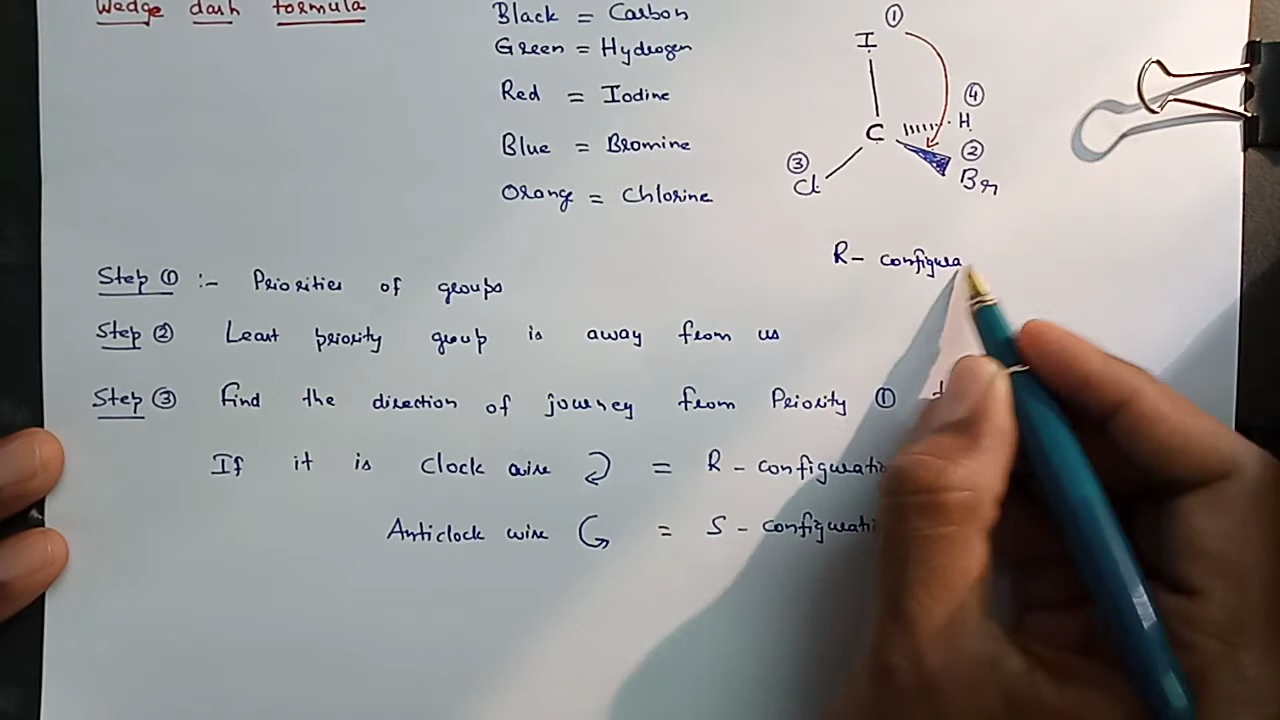 Wedge dash formula
Black = Carbon
Green = Hydrogen
Red = Iodine
Blue = Bromine
Orange = Chlorine
①
I
④
C
H
③
②
Cl
Br
R- configura
Step ① :- Priorities of groups
Step ② Least priority group is away from us
Step ③ Find the direction of journey from Priority ①
If it is clock wise = R - configuratio
Anticlock wise = S - configurati